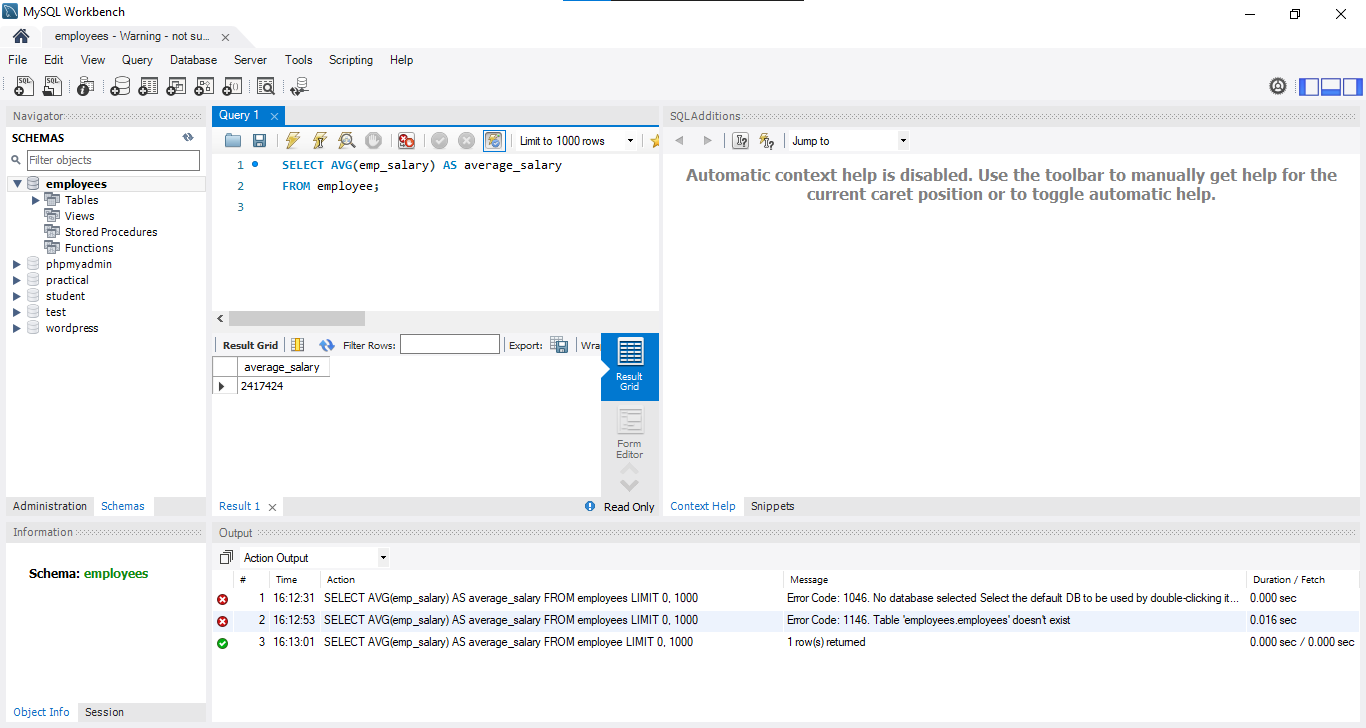 MySQL Workbench
employees - Warning - not su...
File Edit View Query Database Server Tools Scripting Help
Navigator
SCHEMAS
Filter objects
employees
Tables
Views
Stored Procedures
Functions
phpmyadmin
practical
student
test
wordpress
Administration Schemas
Information
Schema: employees
Object Info Session
Query 1
Limit to 1000 rows
1 SELECT AVG(emp_salary) AS average_salary
2 FROM employee;
3
Result Grid Filter Rows: Export: Wrap
average_salary
2417424
Result
Grid
Form
Editor
Result 1 Read Only
SQLAdditions
Jump to
Automatic context help is disabled. Use the toolbar to manually get help for the
current caret position or to toggle automatic help.
Context Help Snippets
Output
Action Output
# Time Action Message Duration / Fetch
1 16:12:31 SELECT AVG(emp_salary) AS average_salary FROM employees LIMIT 0, 1000 Error Code: 1046. No database selected Select the default DB to be used by double-clicking it... 0.000 sec
2 16:12:53 SELECT AVG(emp_salary) AS average_salary FROM employees LIMIT 0, 1000 Error Code: 1146. Table 'employees.employees' doesn't exist 0.016 sec
3 16:13:01 SELECT AVG(emp_salary) AS average_salary FROM employee LIMIT 0, 1000 1 row(s) returned 0.000 sec / 0.000 sec